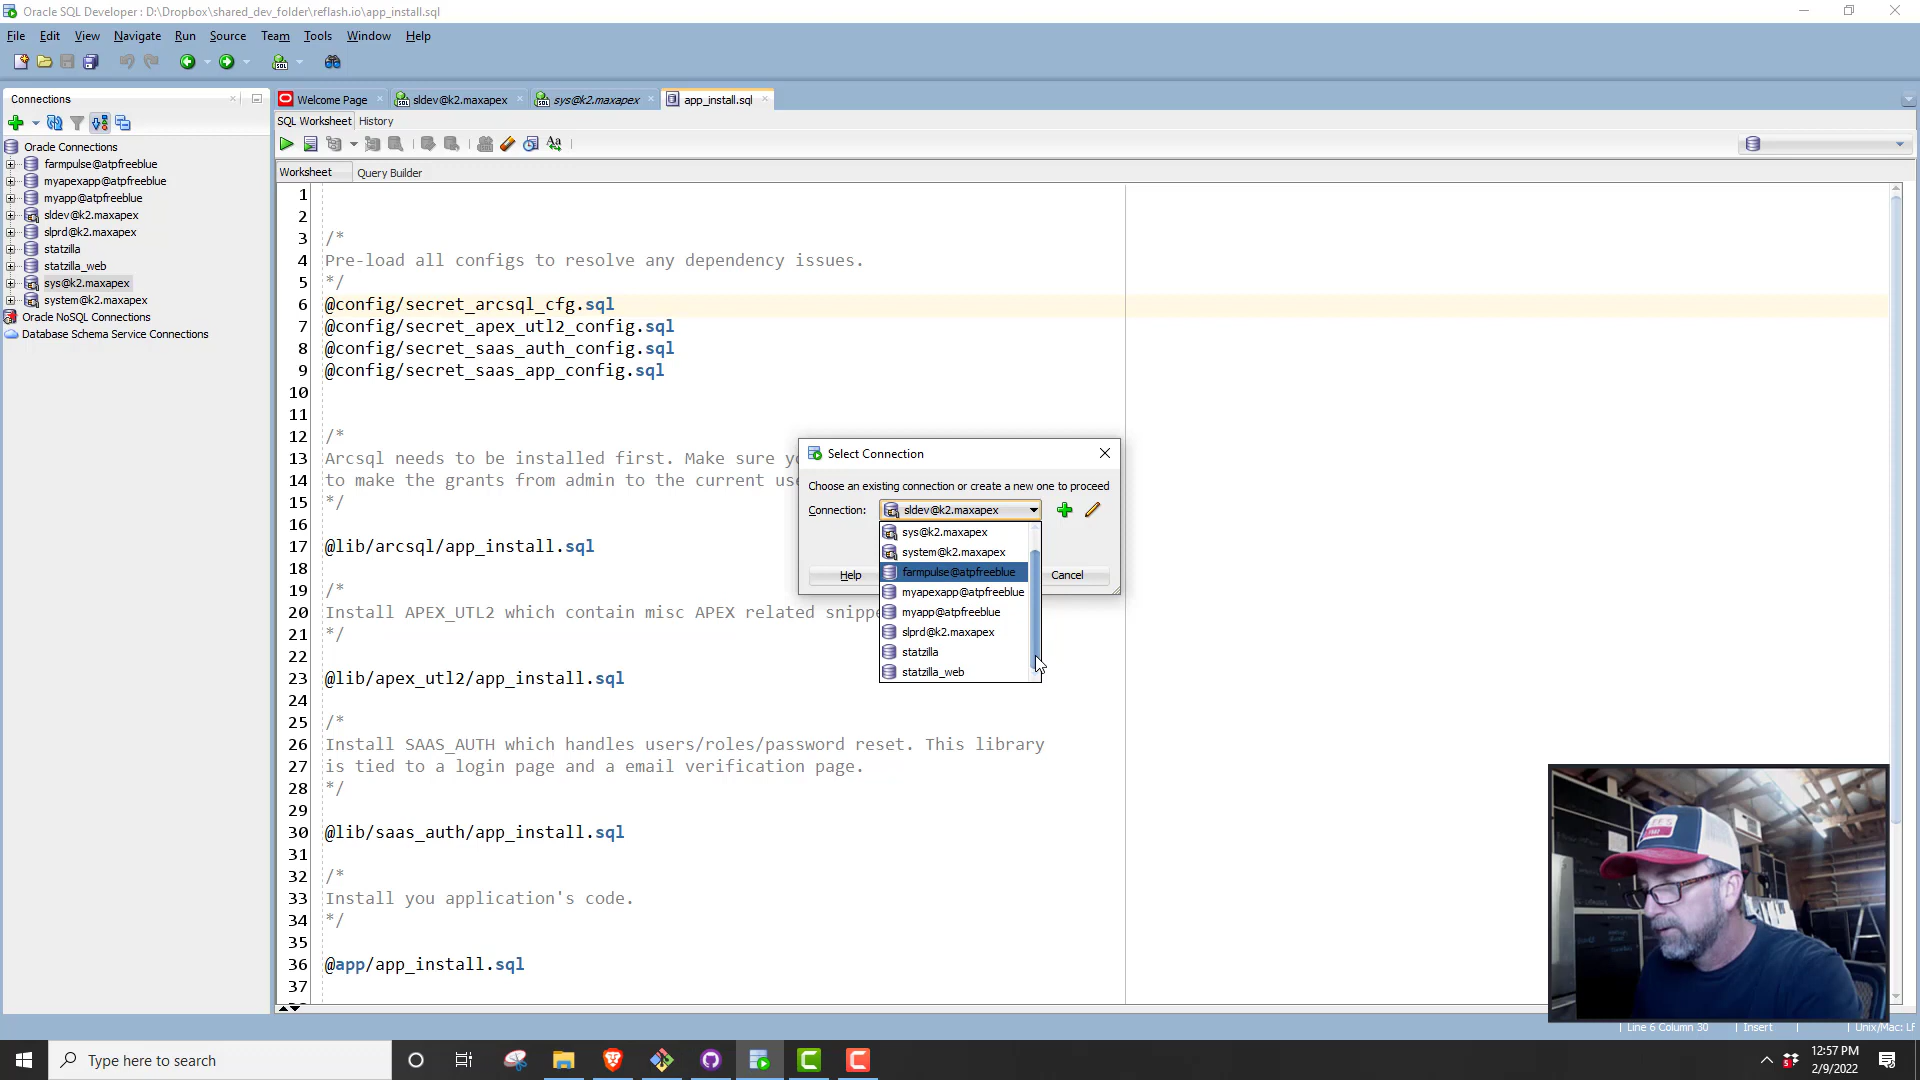 Oracle SQL Developer : D:\Dropbox\shared_dev_folder\reflash.io\app_install.sql
File Edit View Navigate Run Source Team Tools Window Help
Connections
Oracle Connections
farmpulse@atpfreeblue
myapexapp@atpfreeblue
myapp@atpfreeblue
sldev@k2.maxapex
slprd@k2.maxapex
statzilla
statzilla_web
sys@k2.maxapex
system@k2.maxapex
Oracle NoSQL Connections
Database Schema Service Connections
Welcome Page sldev@k2.maxapex sys@k2.maxapex app_install.sql
SQL Worksheet History
Worksheet Query Builder
1
2
3 /*
4 Pre-load all configs to resolve any dependency issues.
5 */
6 @config/secret_arcsql_cfg.sql
7 @config/secret_apex_utl2_config.sql
8 @config/secret_saas_auth_config.sql
9 @config/secret_saas_app_config.sql
10
11
12 /*
13 Arcsql needs to be installed first. Make sure
14 to make the grants from admin to the current
15 */
16
17 @lib/arcsql/app_install.sql
18
19 /*
20 Install APEX_UTL2 which contain misc APEX related
21 */
22
23 @lib/apex_utl2/app_install.sql
24
25 /*
26 Install SAAS_AUTH which handles users/roles/password reset. This library
27 is tied to a login page and a email verification page.
28 */
29
30 @lib/saas_auth/app_install.sql
31
32 /*
33 Install you application's code.
34 */
35
36 @app/app_install.sql
37
Select Connection
Choose an existing connection or create a new one to proceed
Connection: sldev@k2.maxapex
sys@k2.maxapex
system@k2.maxapex
farmpulse@atpfreeblue
myapexapp@atpfreeblue
myapp@atpfreeblue
slprd@k2.maxapex
statzilla
statzilla_web
Help Cancel
Line 6 Column 30 Insert Unix/Mac: LF
Type here to search
12:57 PM
2/9/2022